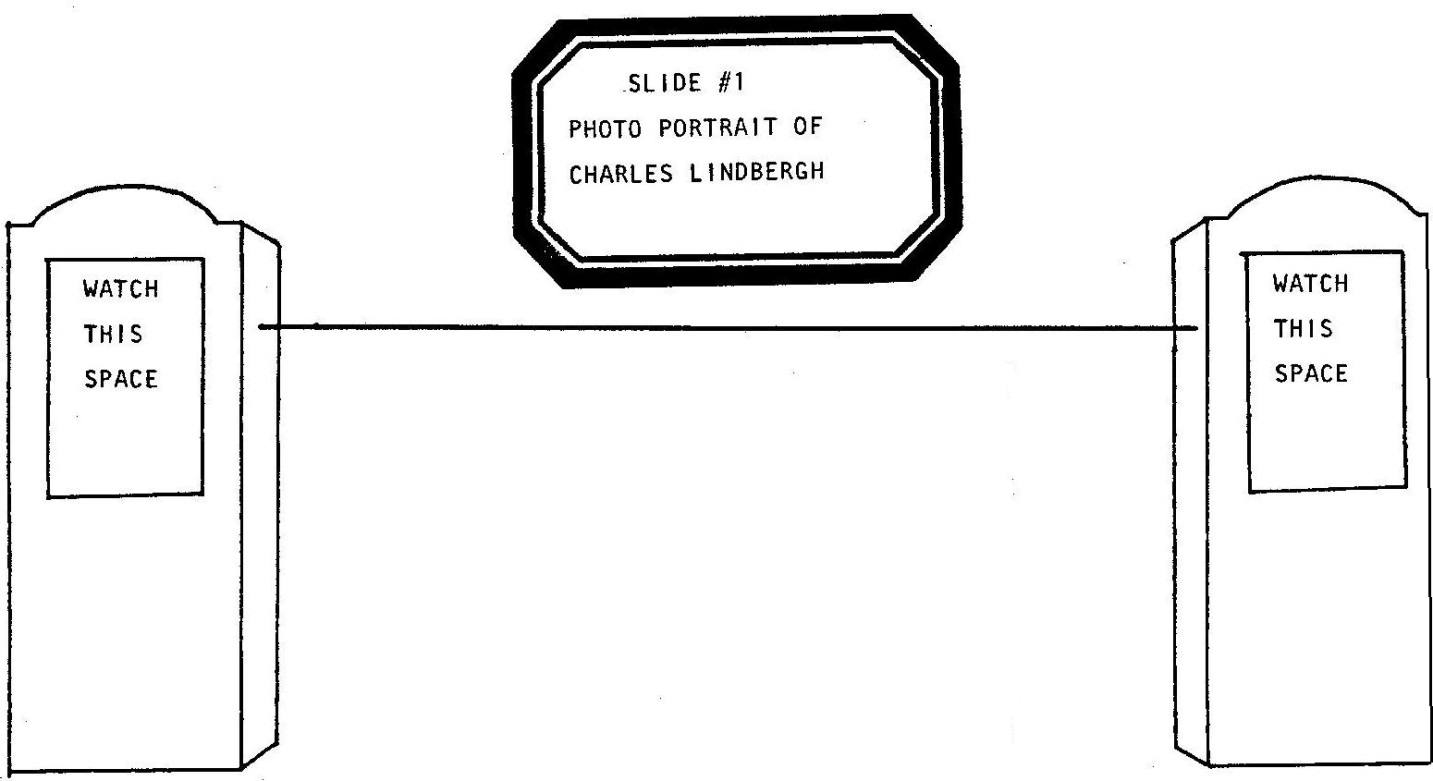 SLIDE #1
PHOTO PORTRAIT OF
CHARLES LINDBERGH
WATCH
THIS
SPACE
WATCH
THIS
SPACE